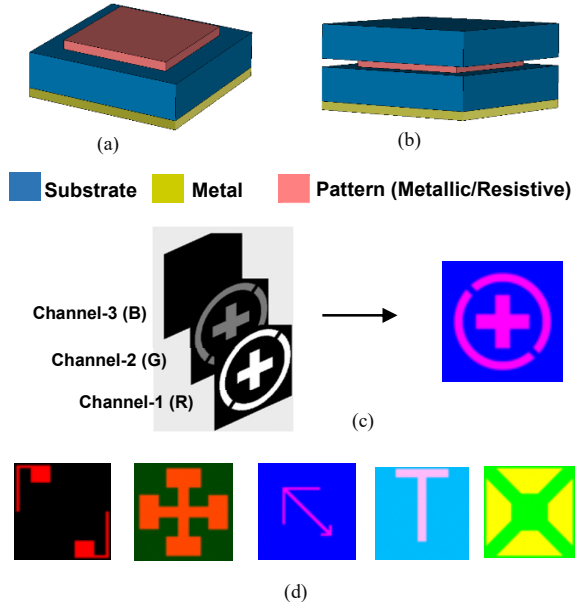 (a)
(b)
Substrate
Metal
Pattern (Metallic/Resistive)
Channel-3 (B)
Channel-2 (G)
Channel-1 (R)
(c)
(d)